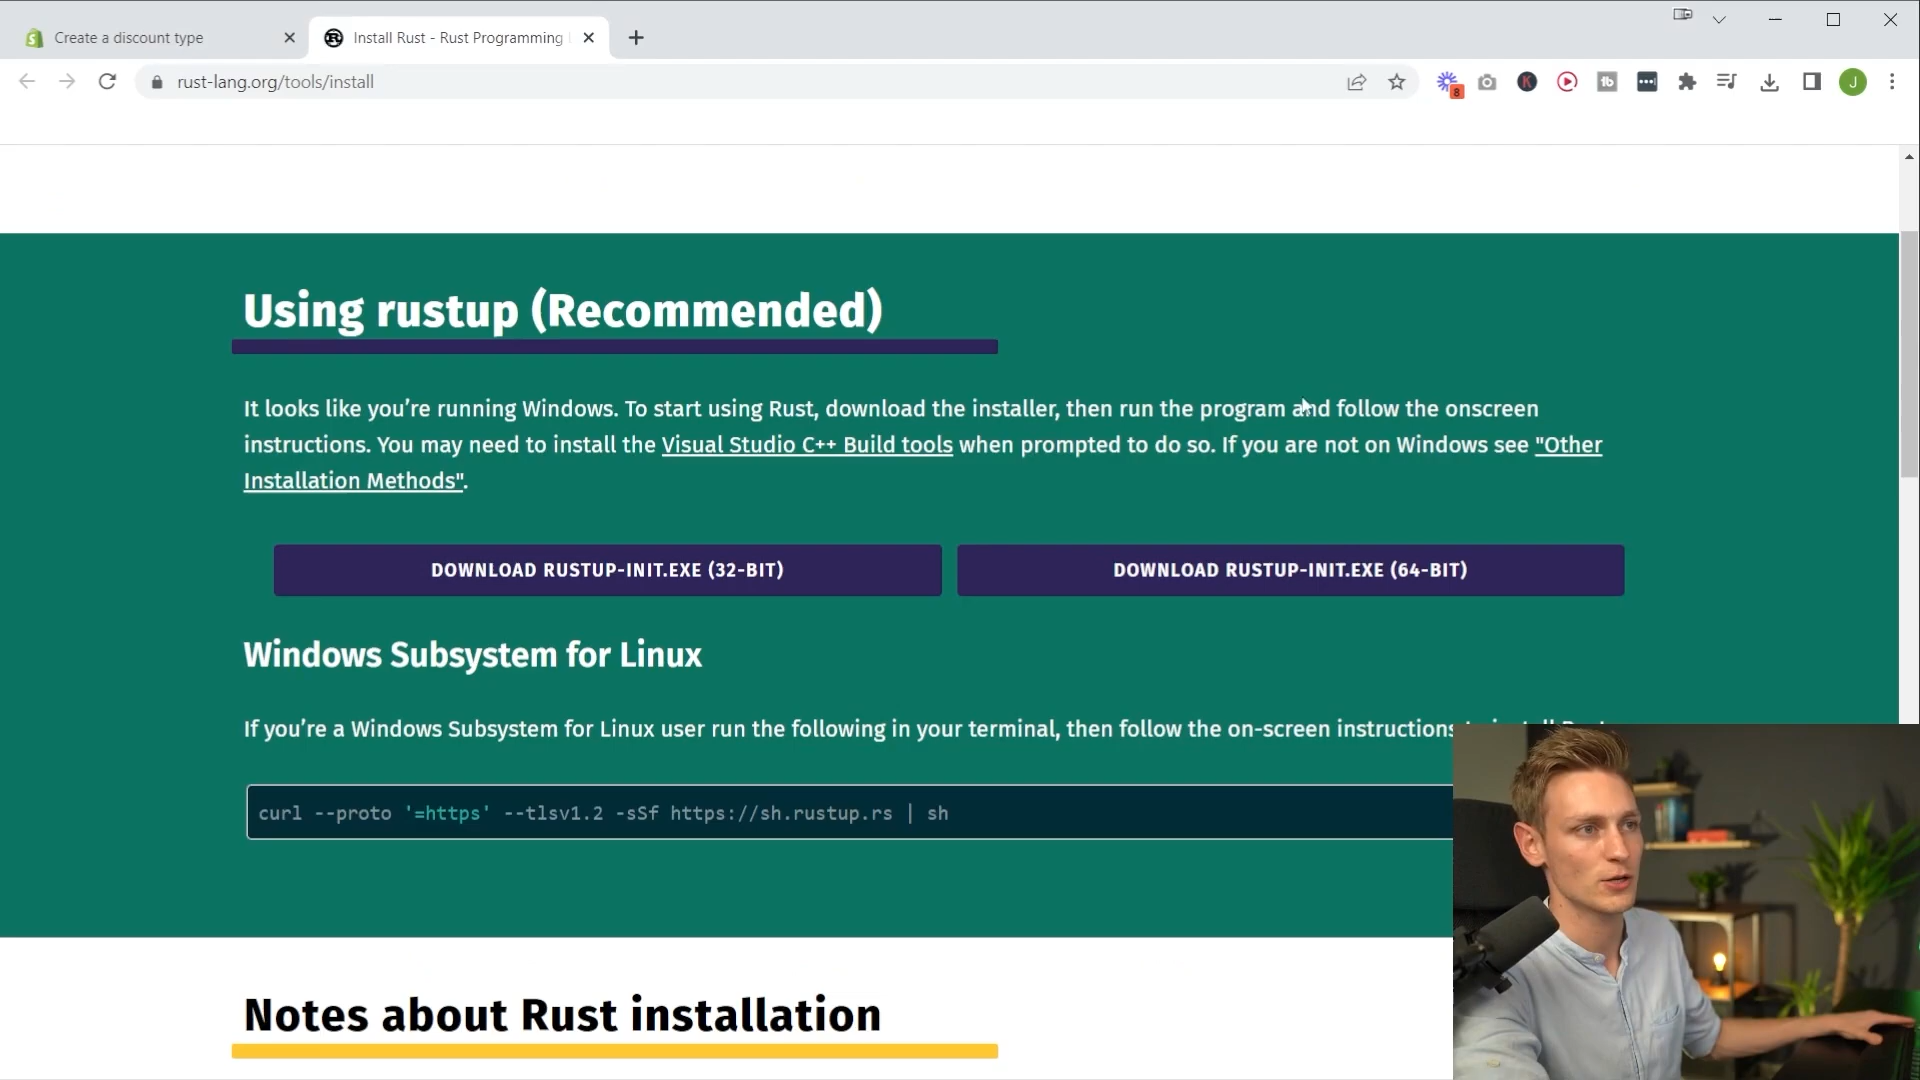 Create a discount type
Install Rust - Rust Programming
rust-lang.org/tools/install
8
K
tb
J
Using rustup (Recommended)
It looks like you’re running Windows. To start using Rust, download the installer, then run the program and follow the onscreen
instructions. You may need to install the Visual Studio C++ Build tools when prompted to do so. If you are not on Windows see "Other
Installation Methods".
DOWNLOAD RUSTUP-INIT.EXE (32-BIT)
DOWNLOAD RUSTUP-INIT.EXE (64-BIT)
Windows Subsystem for Linux
If you’re a Windows Subsystem for Linux user run the following in your terminal, then follow the on-screen instructions
curl --proto '=https' --tlsv1.2 -sSf https://sh.rustup.rs | sh
Notes about Rust installation